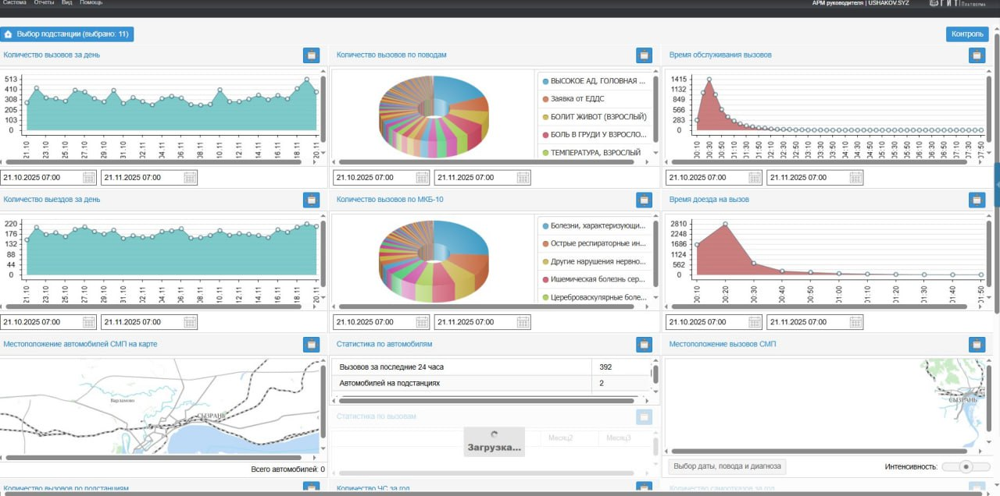 Система Отчеты Вид Помощь
АРМ руководителя | USHAKOV.SYZ
ГИТ Платформа
Выбор подстанции (выбрано: 11)
Контроль
Количество вызовов за день
513
410
308
205
103
0
21.10 23.10 25.10 27.10 29.10 31.10 02.11 04.11 06.11 08.11 10.11 12.11 14.11 16.11 18.11 20.11
21.10.2025 07:00 21.11.2025 07:00
Количество вызовов по поводам
ВЫСОКОЕ АД, ГОЛОВНАЯ ...
Заявка от ЕДДС
БОЛИТ ЖИВОТ (ВЗРОСЛЫЙ)
БОЛЬ В ГРУДИ У ВЗРОСЛО...
ТЕМПЕРАТУРА, ВЗРОСЛЫЙ
21.10.2025 07:00 21.11.2025 07:00
Время обслуживания вызовов
1415
1132
849
566
283
0
00:10 00:30 00:50 01:10 01:30 01:50 02:10 02:30 02:50 03:10 03:30 03:50 04:10 04:30 04:50 05:10 05:30 05:50 06:10 06:30 06:50 07:10 07:30 07:50
21.10.2025 07:00 21.11.2025 07:00
Количество выездов за день
220
176
132
88
44
0
21.10 23.10 25.10 27.10 29.10 31.10 02.11 04.11 06.11 08.11 10.11 12.11 14.11 16.11 18.11 20.11
21.10.2025 07:00 21.11.2025 07:00
Количество вызовов по МКБ-10
Болезни, характеризующи...
Острые респираторные ин...
Другие нарушения нервно...
Ишемическая болезнь сер...
Цереброваскулярные боле...
21.10.2025 07:00 21.11.2025 07:00
Время доезда на вызов
2810
2248
1686
1124
562
0
00:10 00:20 00:30 00:40 00:50 01:00 01:10 01:20 01:30 01:40 01:50
21.10.2025 07:00 21.11.2025 07:00
Местоположение автомобилей СМП на карте
Варламово
СЫЗРАНЬ
Всего автомобилей: 0
Статистика по автомобилям
Вызовов за последние 24 часа 392
Автомобилей на подстанциях 2
Статистика по вызовам
Месяц2 Месяц3
Загрузка...
Местоположение вызовов СМП
СЫЗРАНЬ
Выбор даты, повода и диагноза
Интенсивность:
Количество вызовов по подстанциям
Количество ЧС за год
Количество самоотказов за год